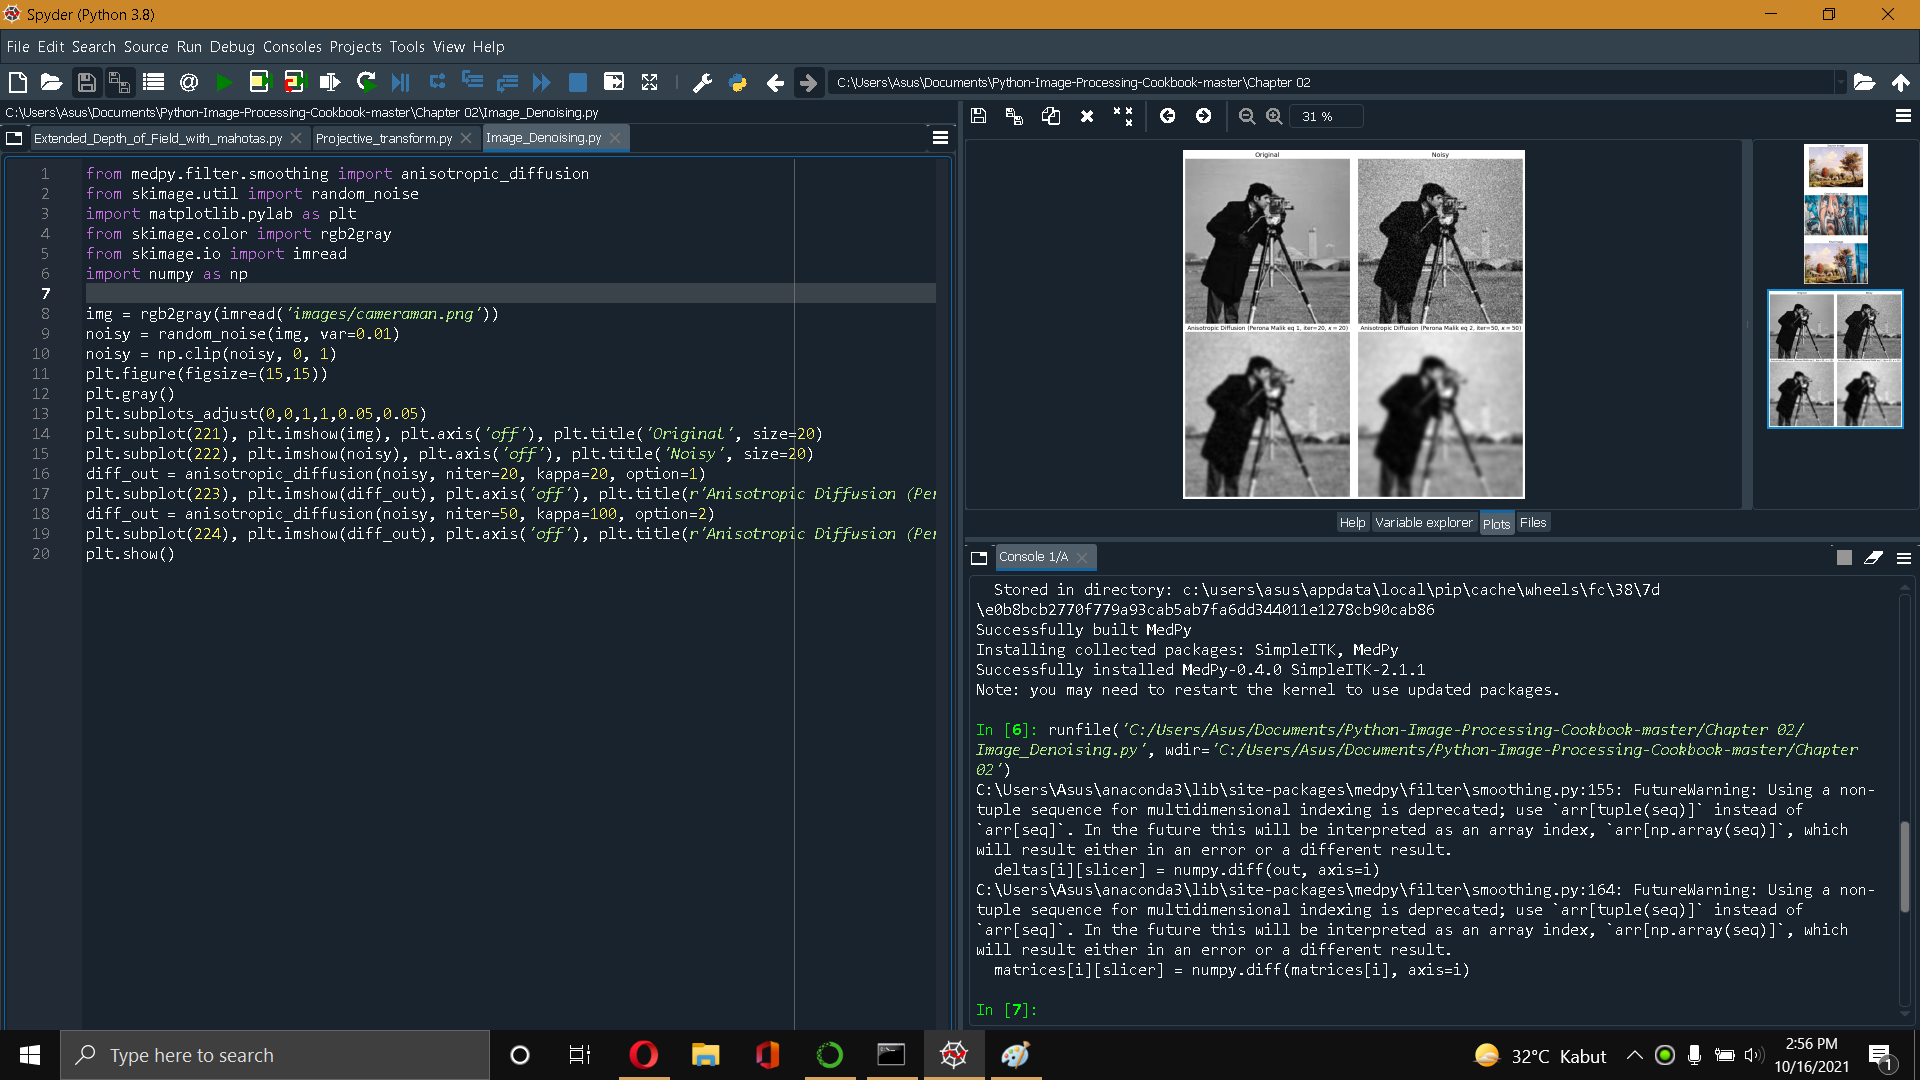 Spyder (Python 3.8)
File Edit Search Source Run Debug Consoles Projects Tools View Help
C:\Users\Asus\Documents\Python-Image-Processing-Cookbook-master\Chapter 02
C:\Users\Asus\Documents\Python-Image-Processing-Cookbook-master\Chapter 02\Image_Denoising.py
Extended_Depth_of_Field_with_mahotas.py Projective_transform.py Image_Denoising.py
1 from medpy.filter.smoothing import anisotropic_diffusion
2 from skimage.util import random_noise
3 import matplotlib.pylab as plt
4 from skimage.color import rgb2gray
5 from skimage.io import imread
6 import numpy as np
7
8 img = rgb2gray(imread('images/cameraman.png'))
9 noisy = random_noise(img, var=0.01)
10 noisy = np.clip(noisy, 0, 1)
11 plt.figure(figsize=(15,15))
12 plt.gray()
13 plt.subplots_adjust(0,0,1,1,0.05,0.05)
14 plt.subplot(221), plt.imshow(img), plt.axis('off'), plt.title('Original', size=20)
15 plt.subplot(222), plt.imshow(noisy), plt.axis('off'), plt.title('Noisy', size=20)
16 diff_out = anisotropic_diffusion(noisy, niter=20, kappa=20, option=1)
17 plt.subplot(223), plt.imshow(diff_out), plt.axis('off'), plt.title(r'Anisotropic Diffusion (Per
18 diff_out = anisotropic_diffusion(noisy, niter=50, kappa=100, option=2)
19 plt.subplot(224), plt.imshow(diff_out), plt.axis('off'), plt.title(r'Anisotropic Diffusion (Per
20 plt.show()
31 %
Original Noisy
Anisotropic Diffusion (Perona Malik eq 1, iter=20, κ = 20) Anisotropic Diffusion (Perona Malik eq 2, iter=50, κ = 50)
Help Variable explorer Plots Files
Console 1/A
Stored in directory: c:\users\asus\appdata\local\pip\cache\wheels\fc\38\7d
\e0b8bcb2770f779a93cab5ab7fa6dd344011e1278cb90cab86
Successfully built MedPy
Installing collected packages: SimpleITK, MedPy
Successfully installed MedPy-0.4.0 SimpleITK-2.1.1
Note: you may need to restart the kernel to use updated packages.
In [6]: runfile('C:/Users/Asus/Documents/Python-Image-Processing-Cookbook-master/Chapter 02/
Image_Denoising.py', wdir='C:/Users/Asus/Documents/Python-Image-Processing-Cookbook-master/Chapter
02')
C:\Users\Asus\anaconda3\lib\site-packages\medpy\filter\smoothing.py:155: FutureWarning: Using a non-
tuple sequence for multidimensional indexing is deprecated; use `arr[tuple(seq)]` instead of
`arr[seq]`. In the future this will be interpreted as an array index, `arr[np.array(seq)]`, which
will result either in an error or a different result.
deltas[i][slicer] = numpy.diff(out, axis=i)
C:\Users\Asus\anaconda3\lib\site-packages\medpy\filter\smoothing.py:164: FutureWarning: Using a non-
tuple sequence for multidimensional indexing is deprecated; use `arr[tuple(seq)]` instead of
`arr[seq]`. In the future this will be interpreted as an array index, `arr[np.array(seq)]`, which
will result either in an error or a different result.
matrices[i][slicer] = numpy.diff(matrices[i], axis=i)
In [7]:
Type here to search
32°C Kabut
2:56 PM
10/16/2021
1